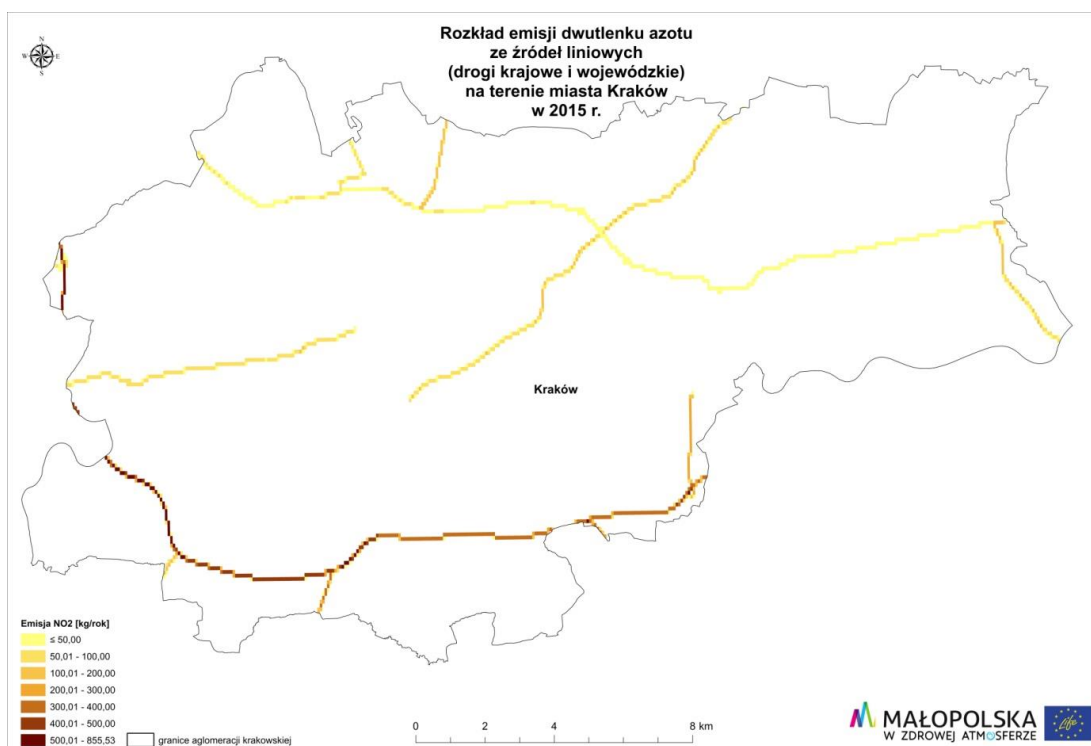 Rozkład emisji dwutlenku azotu
ze źródeł liniowych
(drogi krajowe i wojewódzkie)
na terenie miasta Kraków
w 2015 r.
N
W E
S
Kraków
Emisja NO2 [kg/rok]
≤ 50,00
50,01 - 100,00
100,01 - 200,00
200,01 - 300,00
300,01 - 400,00
400,01 - 500,00
500,01 - 855,53
granice aglomeracji krakowskiej
0 2 4 8 km
MAŁOPOLSKA
W ZDROWEJ ATMOSFERZE
Life